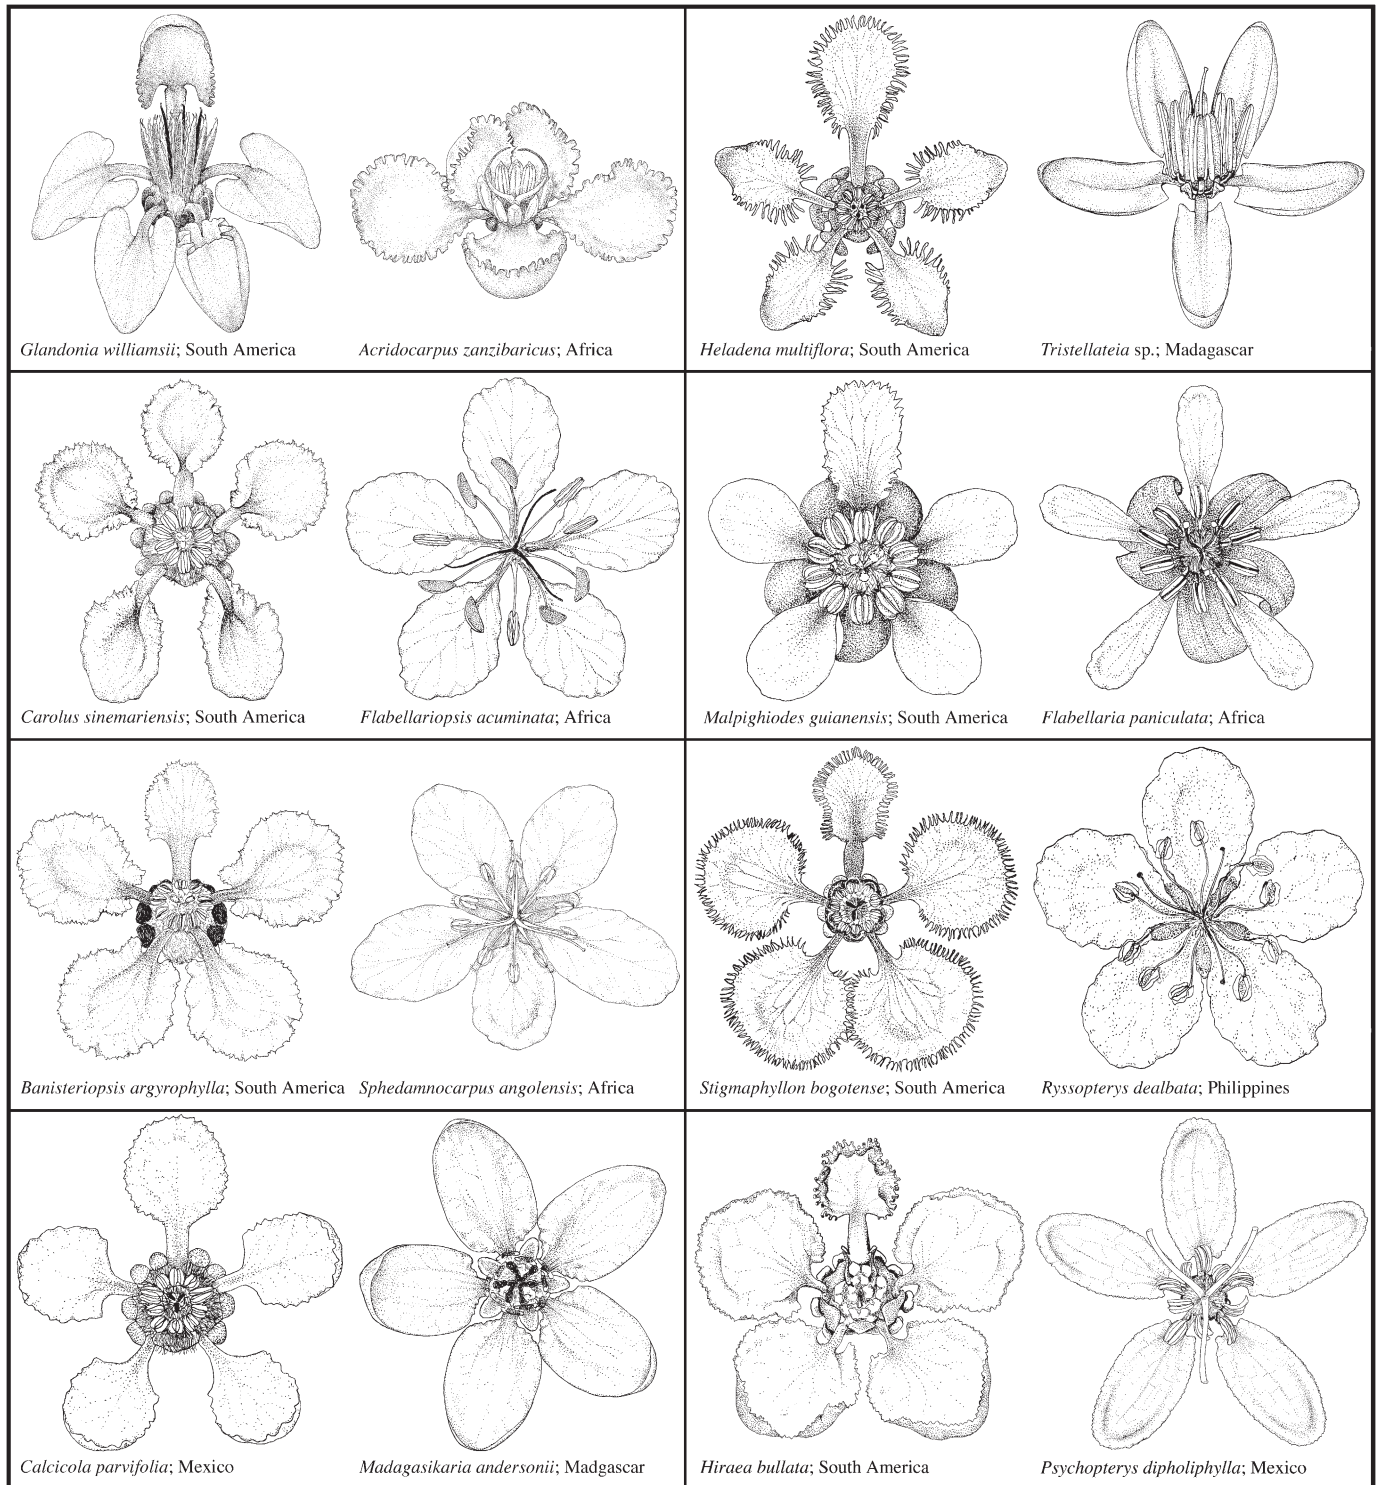 Glandonia williamsii; South America
Acridocarpus zanzibaricus; Africa
Heladena multiflora; South America
Tristellateia sp.; Madagascar
Carolus sinemariensis; South America
Flabellariopsis acuminata; Africa
Malpighiodes guianensis; South America
Flabellaria paniculata; Africa
Banisteriopsis argyrophylla; South America
Sphedamnocarpus angolensis; Africa
Stigmaphyllon bogotense; South America
Ryssopterys dealbata; Philippines
Calcicola parvifolia; Mexico
Madagasikaria andersonii; Madgascar
Hiraea bullata; South America
Psychopterys dipholiphylla; Mexico